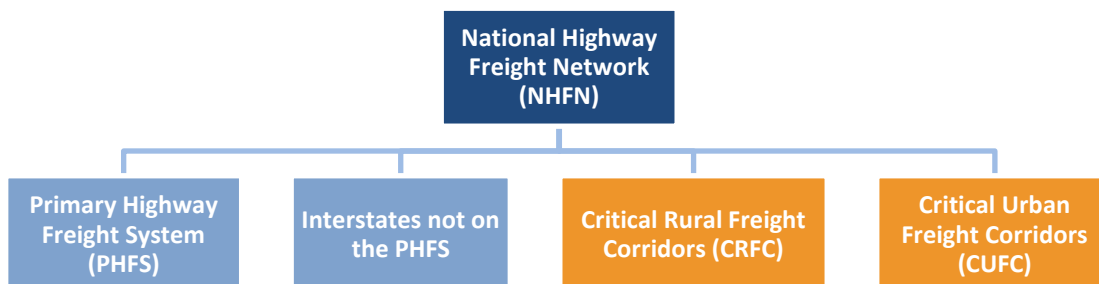 National Highway
Freight Network
(NHFN)
Primary Highway
Freight System
(PHFS)
Interstates not on
the PHFS
Critical Rural Freight
Corridors (CRFC)
Critical Urban
Freight Corridors
(CUFC)